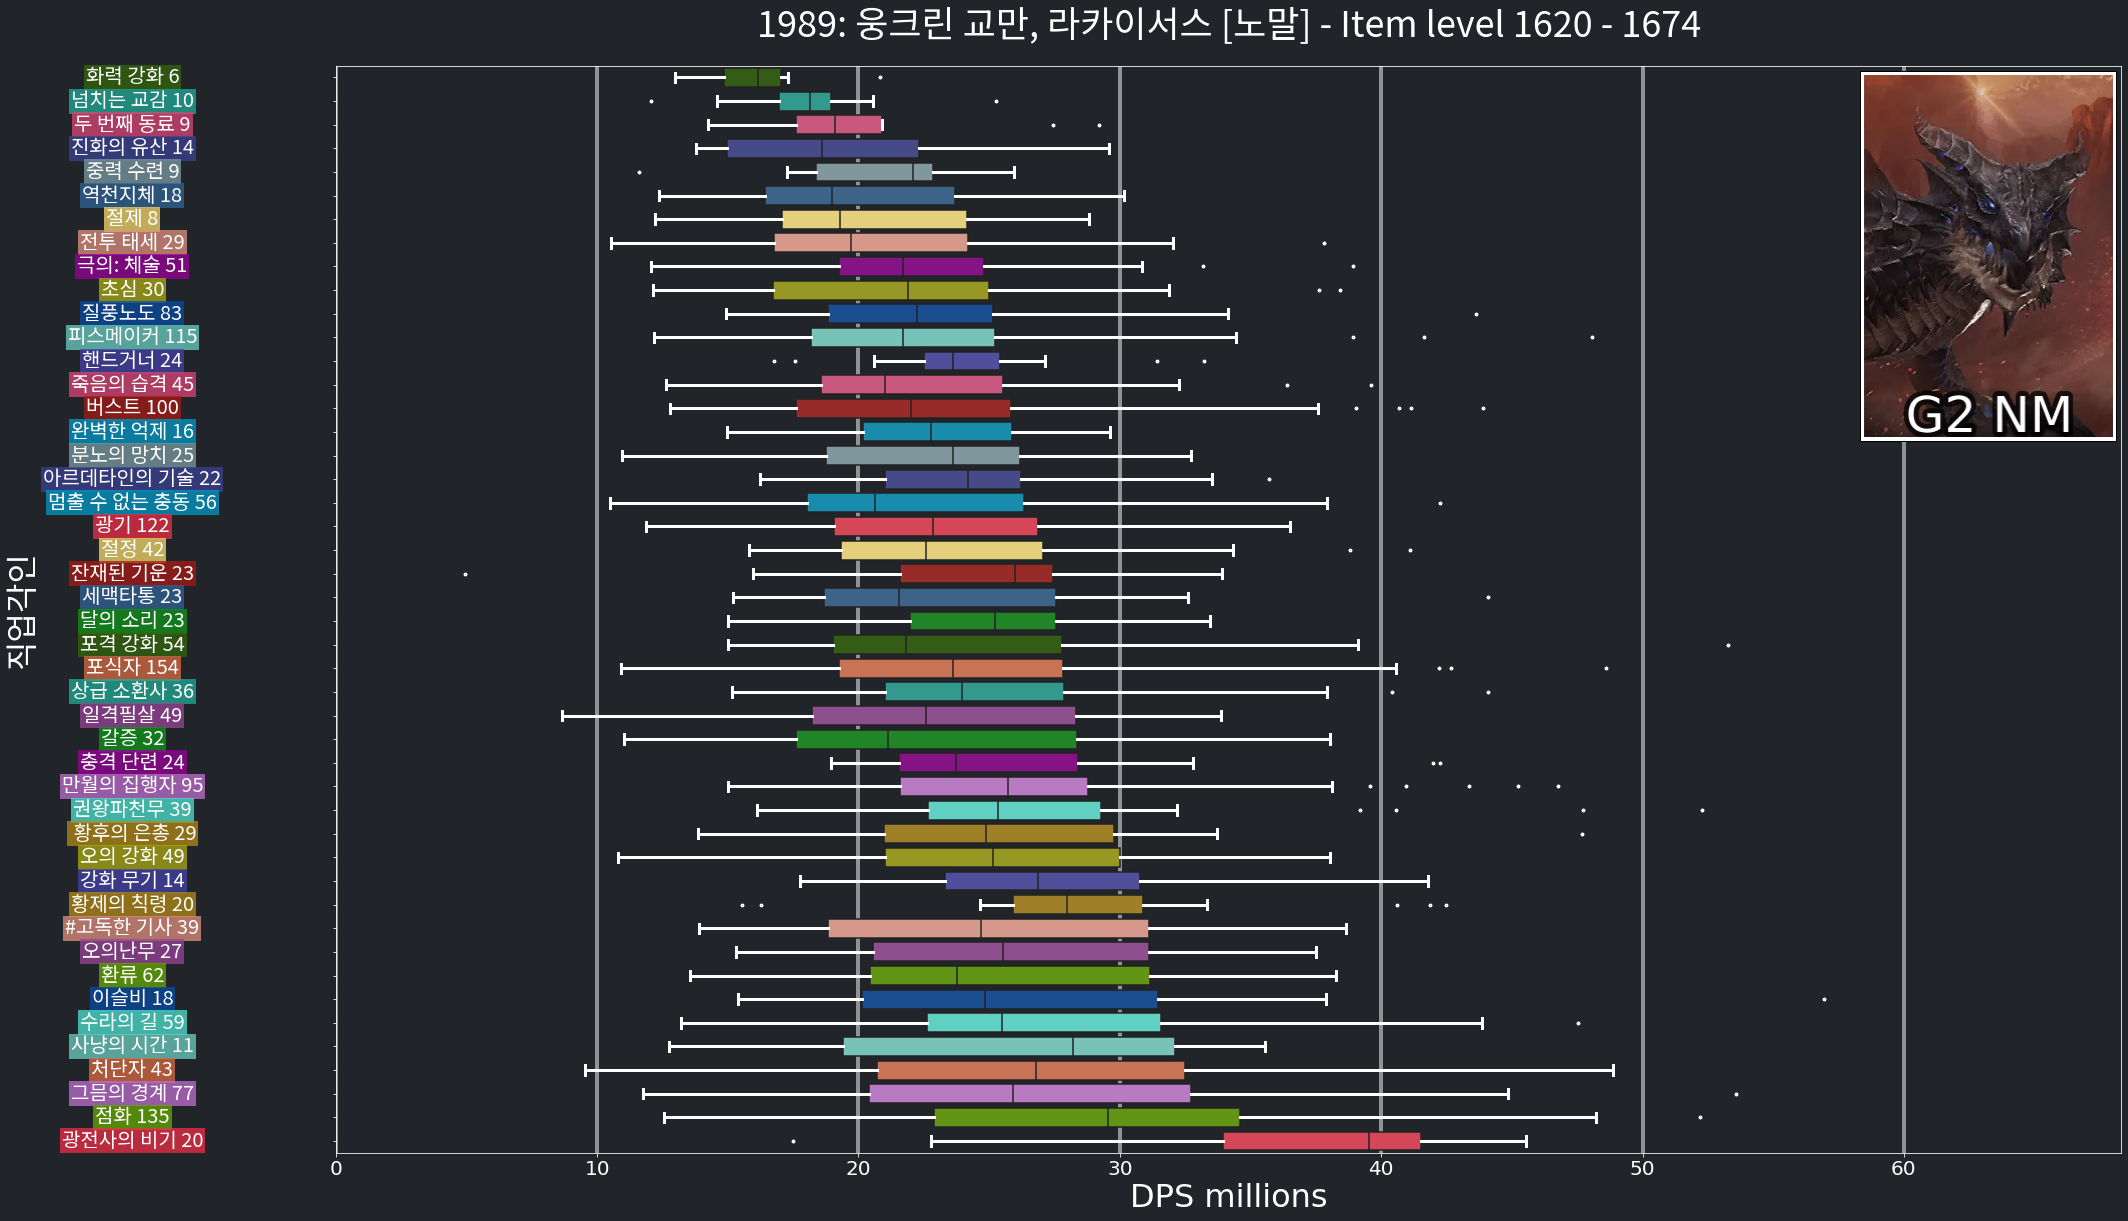 1989: 웅크린 교만, 라카이서스 [노말] - Item level 1620 - 1674
화력 강화 6
넘치는 교감 10
두 번째 동료 9
진화의 유산 14
중력 수련 9
역천지체 18
절제 8
전투 태세 29
극의: 체술 51
초심 30
질풍노도 83
피스메이커 115
핸드거너 24
죽음의 습격 45
버스트 100
완벽한 억제 16
분노의 망치 25
아르데타인의 기술 22
멈출 수 없는 충동 56
광기 122
절정 42
잔재된 기운 23
세맥타통 23
달의 소리 23
포격 강화 54
포식자 154
상급 소환사 36
일격필살 49
갈증 32
충격 단련 24
만월의 집행자 95
권왕파천무 39
황후의 은총 29
오의 강화 49
강화 무기 14
황제의 칙령 20
#고독한 기사 39
오의난무 27
환류 62
이슬비 18
수라의 길 59
사냥의 시간 11
처단자 43
그믐의 경계 77
점화 135
광전사의 비기 20
직업각인
G2 NM
0 10 20 30 40 50 60
DPS millions